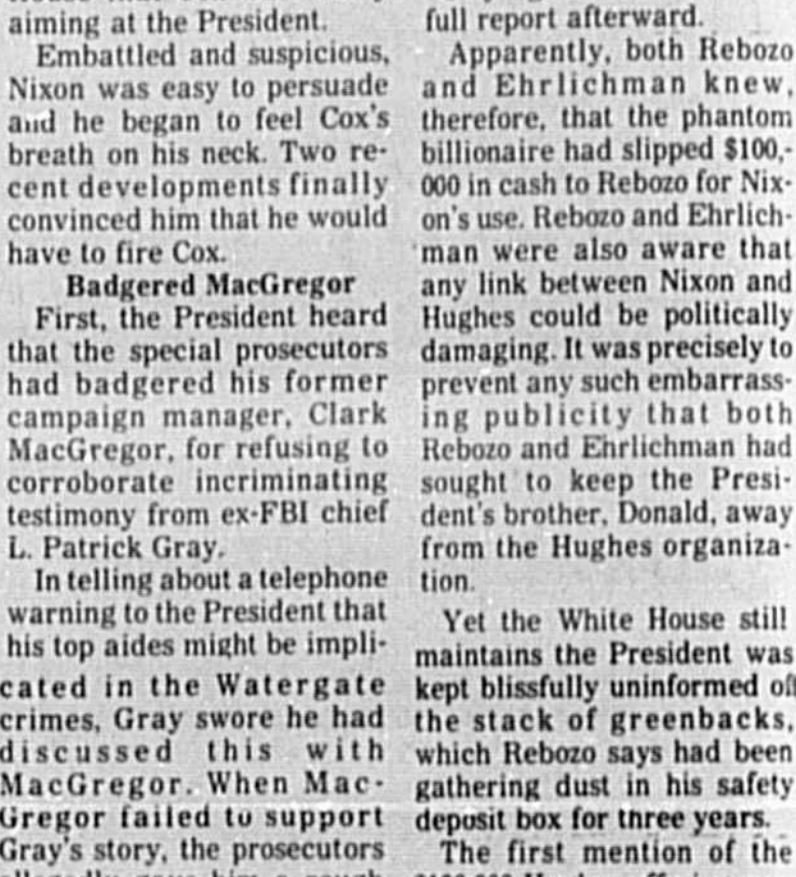 aiming at the President.
Embattled and suspicious,
Nixon was easy to persuade
and he began to feel Cox's
breath on his neck. Two re-
cent developments finally
convinced him that he would
have to fire Cox.
Badgered MacGregor
First, the President heard
that the special prosecutors
had badgered his former
campaign manager, Clark
MacGregor, for refusing to
corroborate incriminating
testimony from ex-FBI chief
L. Patrick Gray.
In telling about a telephone
warning to the President that
his top aides might be impli-
cated in the Watergate
crimes, Gray swore he had
discussed this with
MacGregor. When Mac-
Gregor failed to support
Gray's story, the prosecutors
full report afterward.
Apparently, both Rebozo
and Ehrlichman knew,
therefore, that the phantom
billionaire had slipped $100,-
000 in cash to Rebozo for Nix-
on's use. Rebozo and Ehrlich-
man were also aware that
any link between Nixon and
Hughes could be politically
damaging. It was precisely to
prevent any such embarrass-
ing publicity that both
Rebozo and Ehrlichman had
sought to keep the Presi-
dent's brother, Donald, away
from the Hughes organiza-
tion.
Yet the White House still
maintains the President was
kept blissfully uninformed of
the stack of greenbacks,
which Rebozo says had been
gathering dust in his safety
deposit box for three years.
The first mention of the